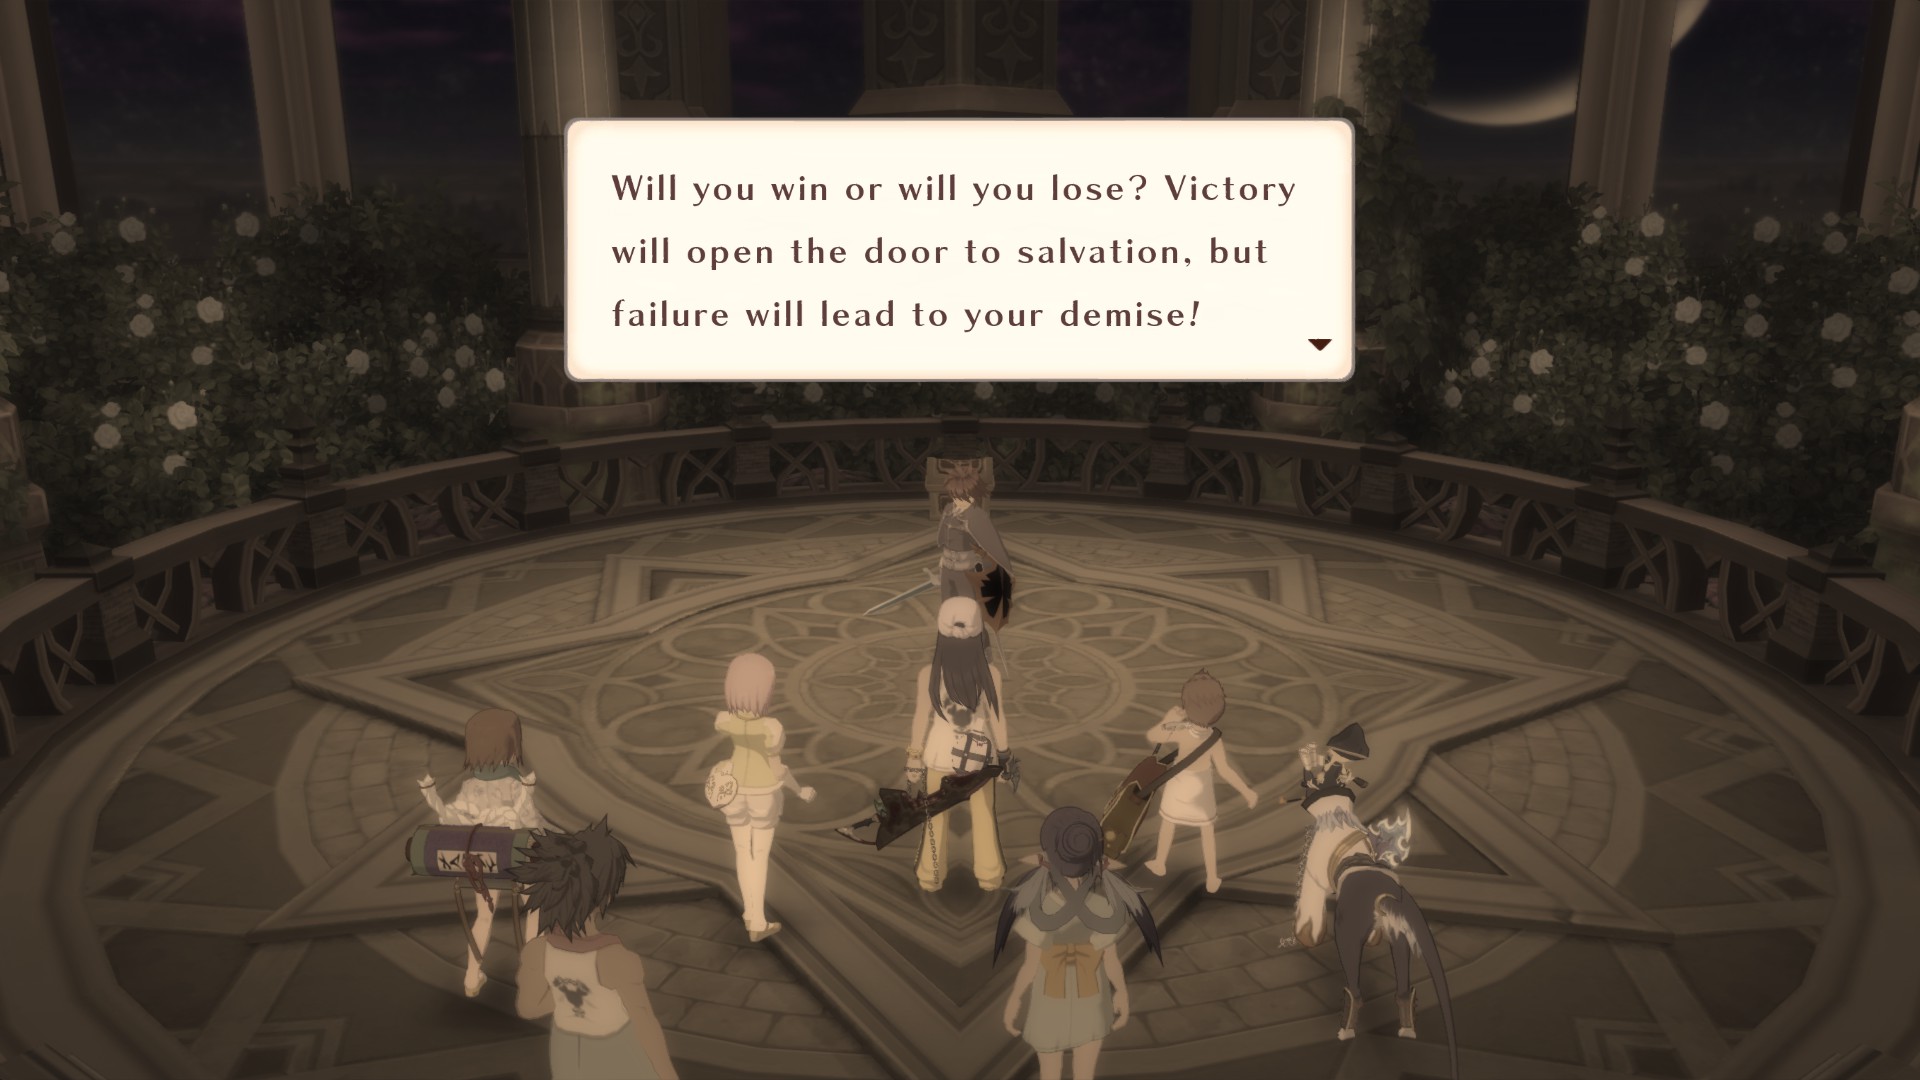 Will you win or will you lose? Victory
will open the door to salvation, but
failure will lead to your demise!